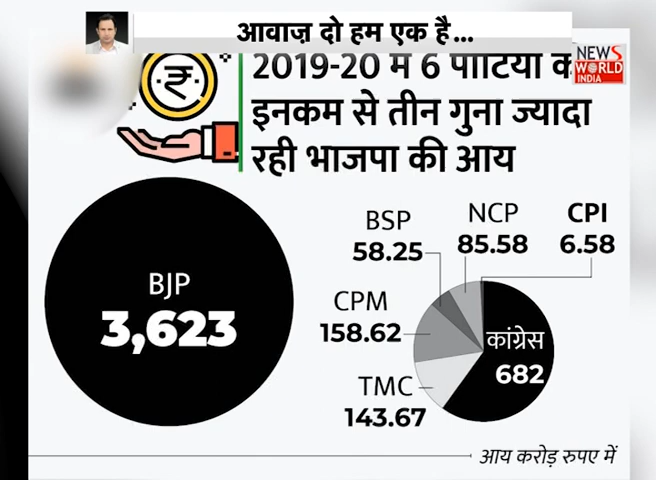 आवाज़ दो हम एक है...
NEWS
WORLD
INDIA
2019-20 में 6 पार्टियों
इनकम से तीन गुना ज्यादा
रही भाजपा की आय
BJP
3,623
BSP
58.25
NCP
85.58
CPI
6.58
CPM
158.62
कांग्रेस
682
TMC
143.67
आय करोड़ रुपए में